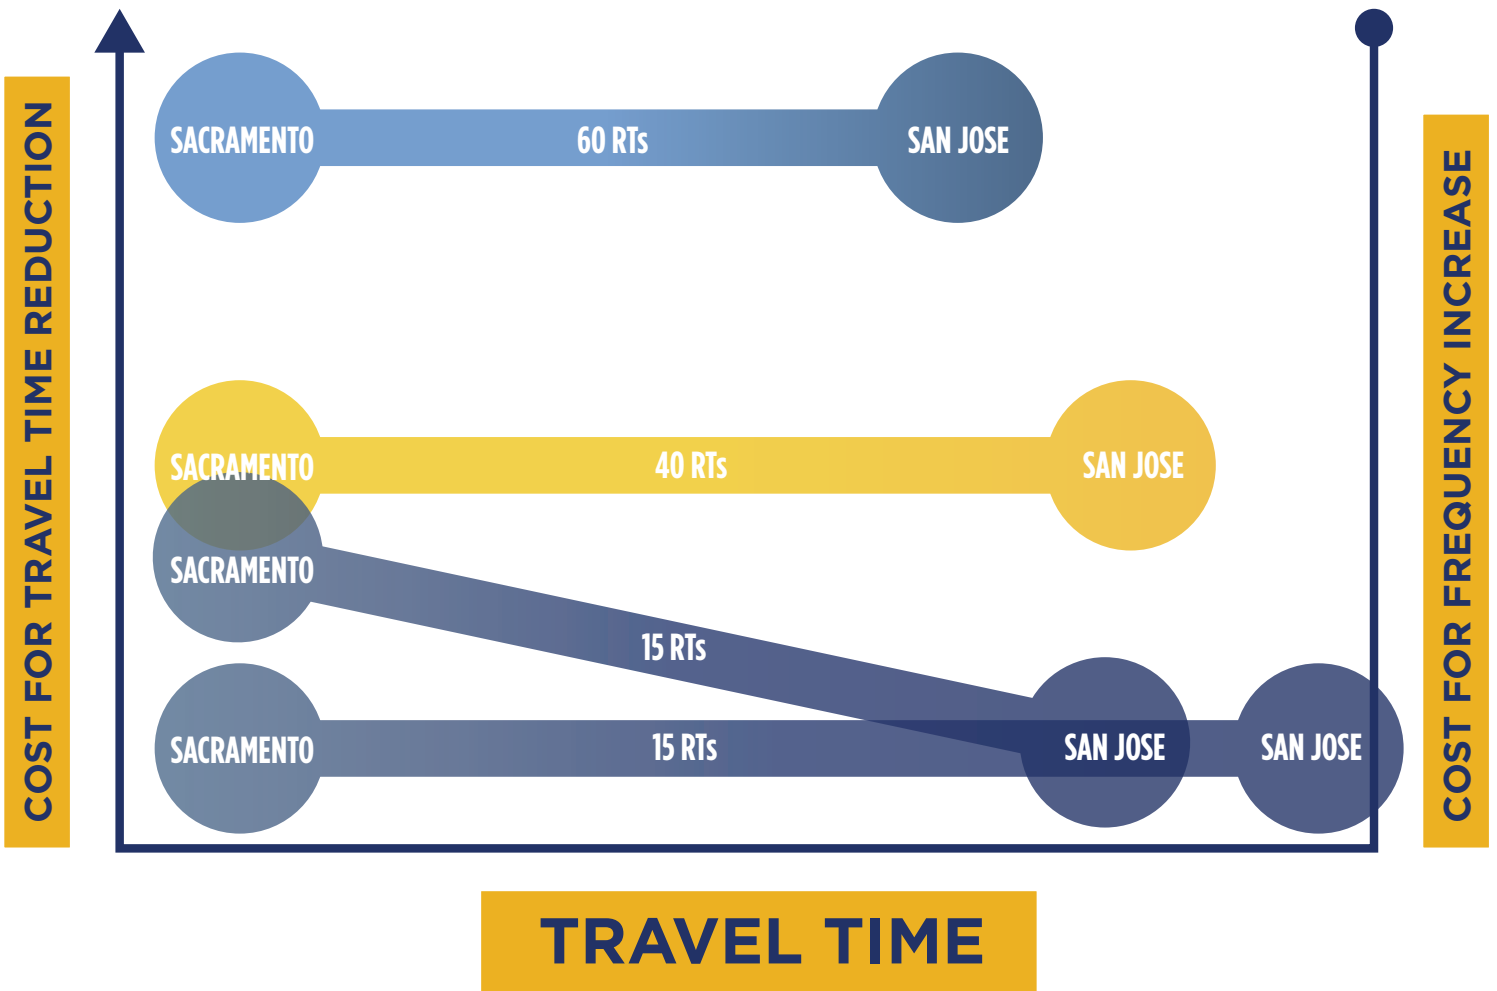 COST FOR TRAVEL TIME REDUCTION
SACRAMENTO
60 RTs
SAN JOSE
SACRAMENTO
40 RTs
SAN JOSE
SACRAMENTO
15 RTs
SACRAMENTO
15 RTs
SAN JOSE
SAN JOSE
COST FOR FREQUENCY INCREASE
TRAVEL TIME